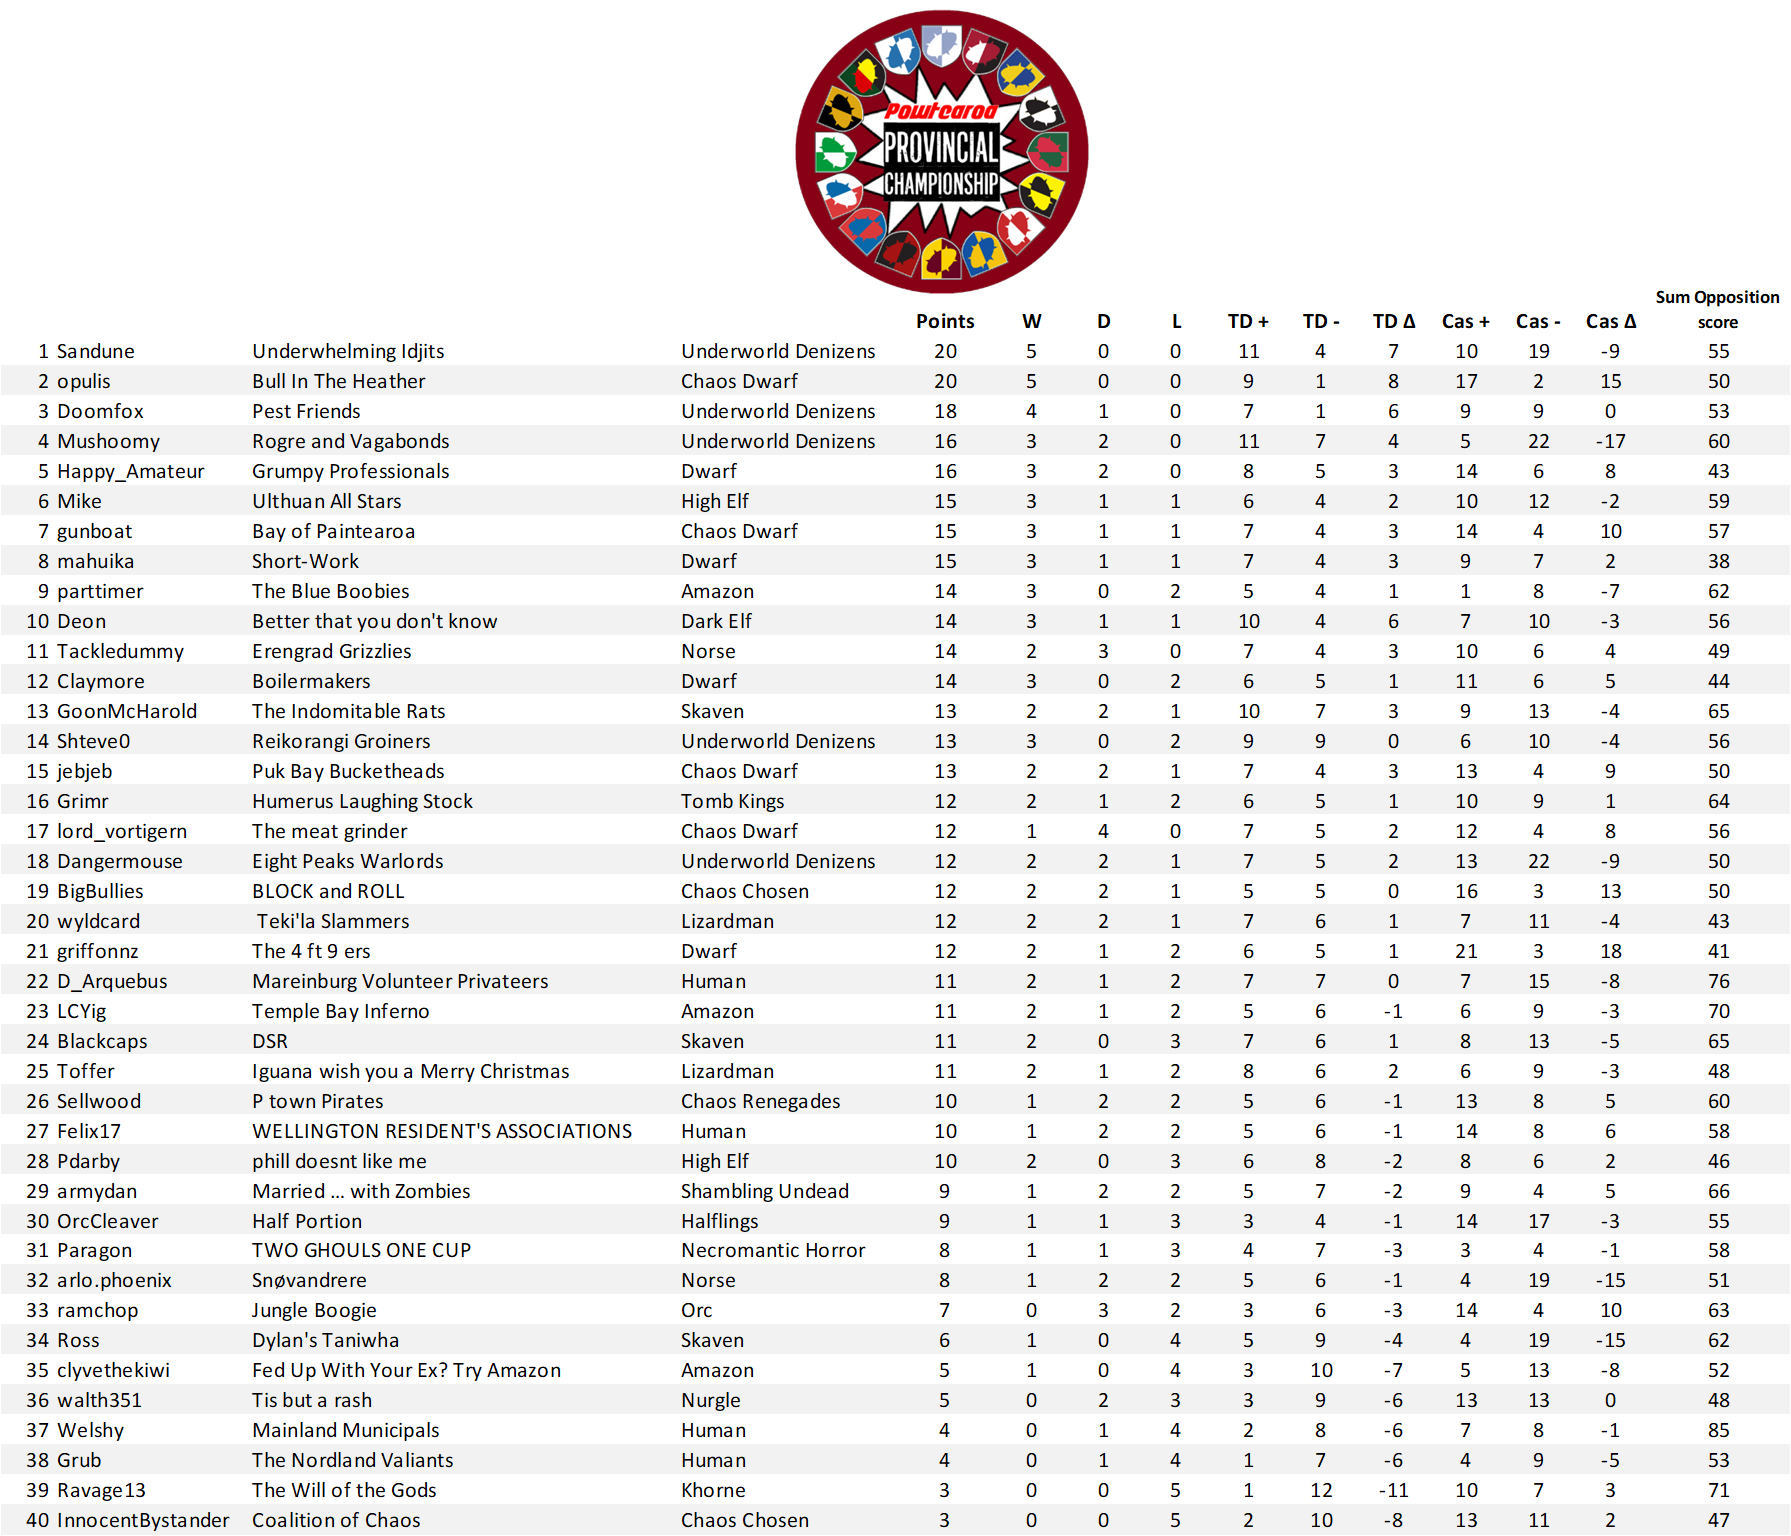 Powtearoa
PROVINCIAL
CHAMPIONSHIP
Points W D L TD + TD - TD Δ Cas + Cas - Cas Δ Sum Opposition score
1 Sandune Underwhelming Idjits Underworld Denizens 20 5 0 0 11 4 7 10 19 -9 55
2 opulis Bull In The Heather Chaos Dwarf 20 5 0 0 9 1 8 17 2 15 50
3 Doomfox Pest Friends Underworld Denizens 18 4 1 0 7 1 6 9 9 0 53
4 Mushoomy Rogre and Vagabonds Underworld Denizens 16 3 2 0 11 7 4 5 22 -17 60
5 Happy_Amateur Grumpy Professionals Dwarf 16 3 2 0 8 5 3 14 6 8 43
6 Mike Ulthuan All Stars High Elf 15 3 1 1 6 4 2 10 12 -2 59
7 gunboat Bay of Paintearoa Chaos Dwarf 15 3 1 1 7 4 3 14 4 10 57
8 mahuika Short-Work Dwarf 15 3 1 1 7 4 3 9 7 2 38
9 parttimer The Blue Boobies Amazon 14 3 0 2 5 4 1 1 8 -7 62
10 Deon Better that you don't know Dark Elf 14 3 1 1 10 4 6 7 10 -3 56
11 Tackledummy Erengrad Grizzlies Norse 14 2 3 0 7 4 3 10 6 4 49
12 Claymore Boilermakers Dwarf 14 3 0 2 6 5 1 11 6 5 44
13 GoonMcHarold The Indomitable Rats Skaven 13 2 2 1 10 7 3 9 13 -4 65
14 Shteve0 Reikorangi Groiners Underworld Denizens 13 3 0 2 9 9 0 6 10 -4 56
15 jebjeb Puk Bay Bucketheads Chaos Dwarf 13 2 2 1 7 4 3 13 4 9 50
16 Grimr Humerus Laughing Stock Tomb Kings 12 2 1 2 6 5 1 10 9 1 64
17 lord_vortigern The meat grinder Chaos Dwarf 12 1 4 0 7 5 2 12 4 8 56
18 Dangermouse Eight Peaks Warlords Underworld Denizens 12 2 2 1 7 5 2 13 22 -9 50
19 BigBullies BLOCK and ROLL Chaos Chosen 12 2 2 1 5 5 0 16 3 13 50
20 wyldcard Teki'la Slammers Lizardman 12 2 2 1 7 6 1 7 11 -4 43
21 griffonnz The 4 ft 9 ers Dwarf 12 2 1 2 6 5 1 21 3 18 41
22 D_Arquebus Mareinburg Volunteer Privateers Human 11 2 1 2 7 7 0 7 15 -8 76
23 LCYig Temple Bay Inferno Amazon 11 2 1 2 5 6 -1 6 9 -3 70
24 Blackcaps DSR Skaven 11 2 0 3 7 6 1 8 13 -5 65
25 Toffer Iguana wish you a Merry Christmas Lizardman 11 2 1 2 8 6 2 6 9 -3 48
26 Sellwood P town Pirates Chaos Renegades 10 1 2 2 5 6 -1 13 8 5 60
27 Felix17 WELLINGTON RESIDENT'S ASSOCIATIONS Human 10 1 2 2 5 6 -1 14 8 6 58
28 Pdarby phill doesnt like me High Elf 10 2 0 3 6 8 -2 8 6 2 46
29 armydan Married ... with Zombies Shambling Undead 9 1 2 2 5 7 -2 9 4 5 66
30 OrcCleaver Half Portion Halflings 9 1 1 3 3 4 -1 14 17 -3 55
31 Paragon TWO GHOULS ONE CUP Necromantic Horror 8 1 1 3 4 7 -3 3 4 -1 58
32 arlo.phoenix Snøvandrere Norse 8 1 2 2 5 6 -1 4 19 -15 51
33 ramchop Jungle Boogie Orc 7 0 3 2 3 6 -3 14 4 10 63
34 Ross Dylan's Taniwha Skaven 6 1 0 4 5 9 -4 4 19 -15 62
35 clyvethekiwi Fed Up With Your Ex? Try Amazon Amazon 5 1 0 4 3 10 -7 5 13 -8 52
36 walth351 Tis but a rash Nurgle 5 0 2 3 3 9 -6 13 13 0 48
37 Welshy Mainland Municipals Human 4 0 1 4 2 8 -6 7 8 -1 85
38 Grub The Nordland Valiants Human 4 0 1 4 1 7 -6 4 9 -5 53
39 Ravage13 The Will of the Gods Khorne 3 0 0 5 1 12 -11 10 7 3 71
40 InnocentBystander Coalition of Chaos Chaos Chosen 3 0 0 5 2 10 -8 13 11 2 47